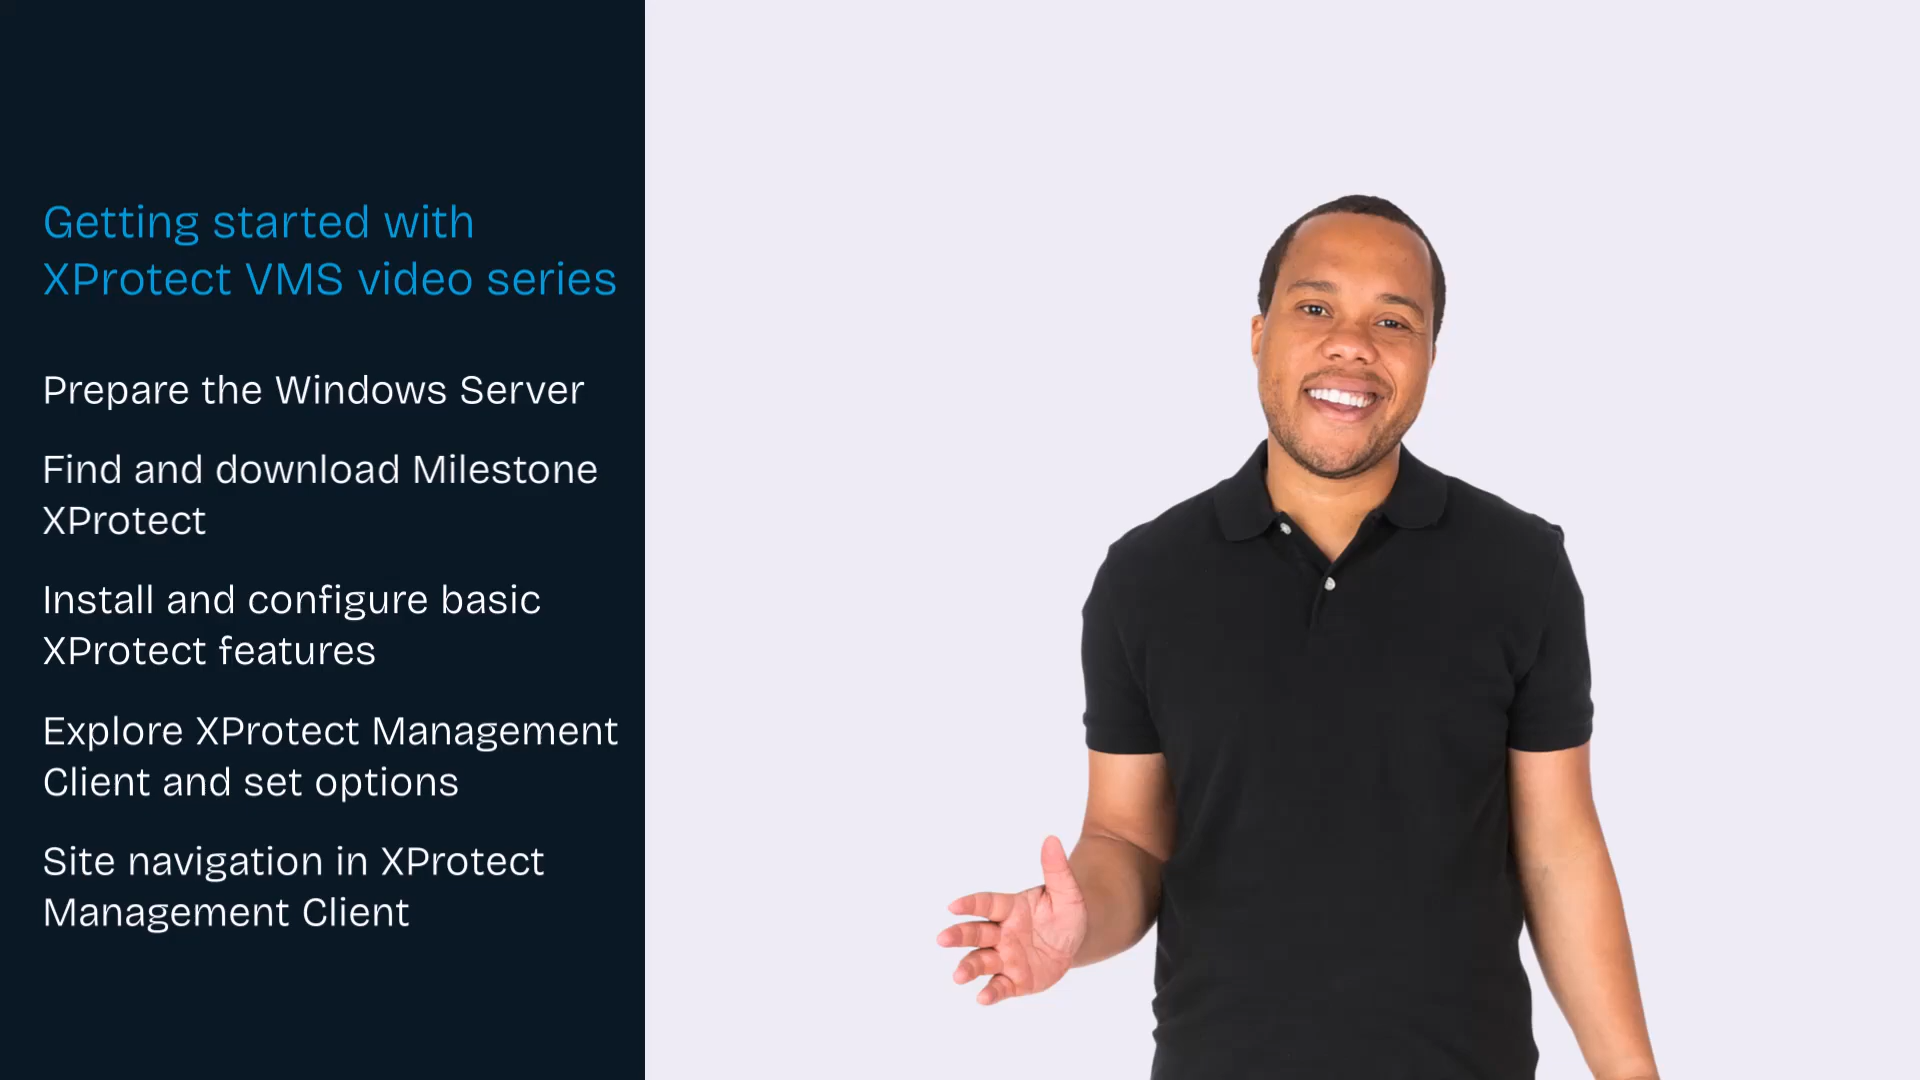 Getting started with
XProtect VMS video series
Prepare the Windows Server
Find and download Milestone
XProtect
Install and configure basic
XProtect features
Explore XProtect Management
Client and set options
Site navigation in XProtect
Management Client